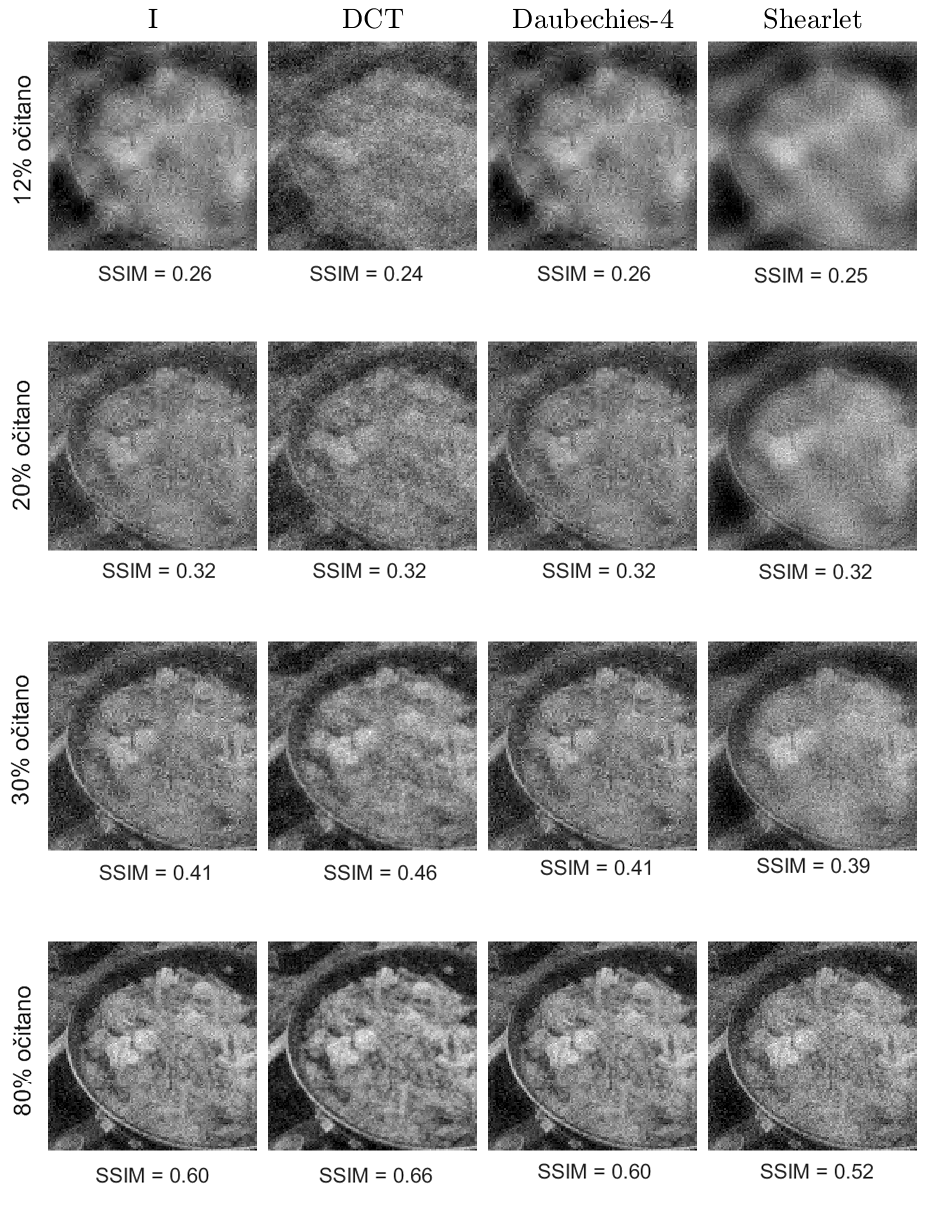 I DCT Daubechies-4 Shearlet
12% očitano
SSIM = 0.26 SSIM = 0.24 SSIM = 0.26 SSIM = 0.25
20% očitano
SSIM = 0.32 SSIM = 0.32 SSIM = 0.32 SSIM = 0.32
30% očitano
SSIM = 0.41 SSIM = 0.46 SSIM = 0.41 SSIM = 0.39
80% očitano
SSIM = 0.60 SSIM = 0.66 SSIM = 0.60 SSIM = 0.52